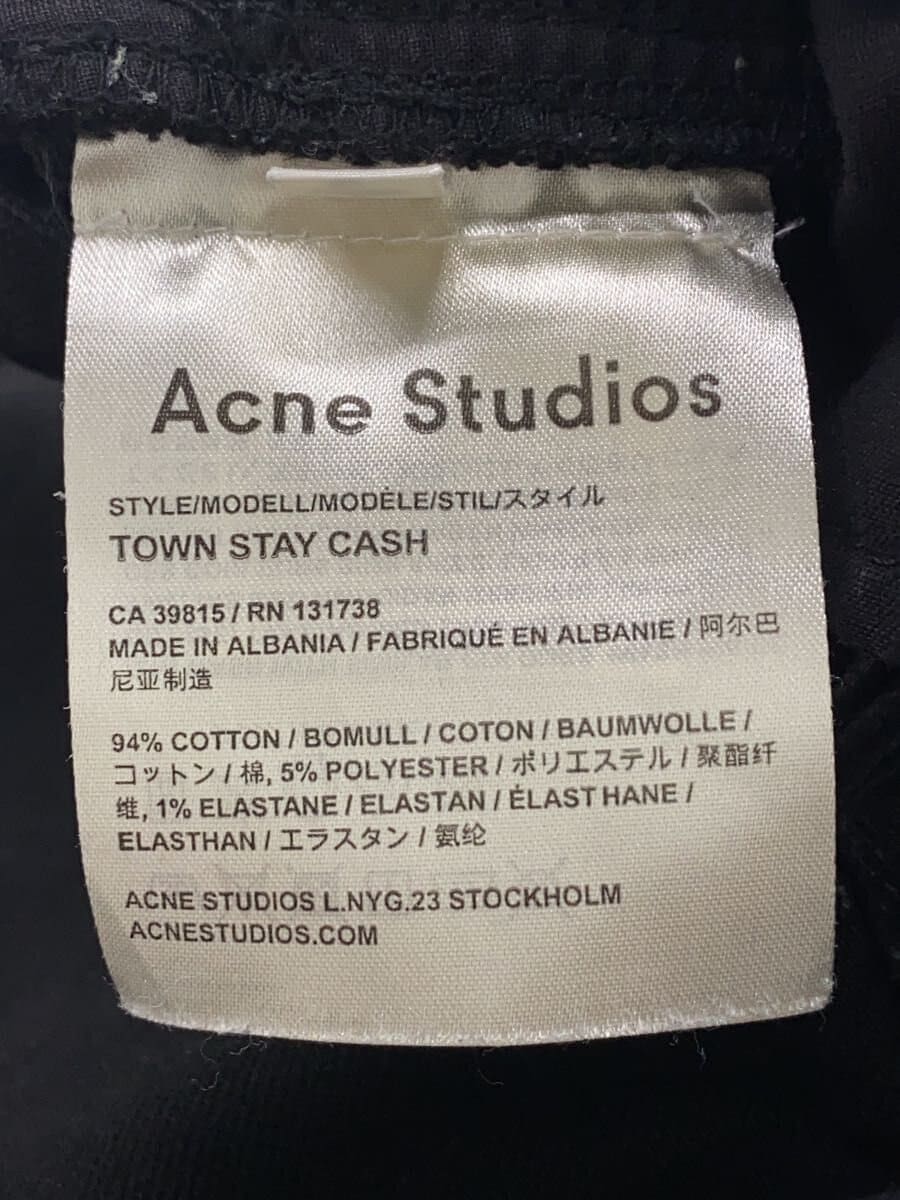 Acne Studios
STYLE/MODELL/MODÈLE/STIL/スタイル
TOWN STAY CASH
CA 39815 / RN 131738
MADE IN ALBANIA / FABRIQUÉ EN ALBANIE / 阿尔巴
尼亚制造
94% COTTON / BOMULL / COTON / BAUMWOLLE /
コットン / 棉, 5% POLYESTER / ポリエステル / 聚酯纤
维, 1% ELASTANE / ELASTAN / ÉLAST HANE /
ELASTHAN / エラスタン / 氨纶
ACNE STUDIOS L.NYG.23 STOCKHOLM
ACNESTUDIOS.COM